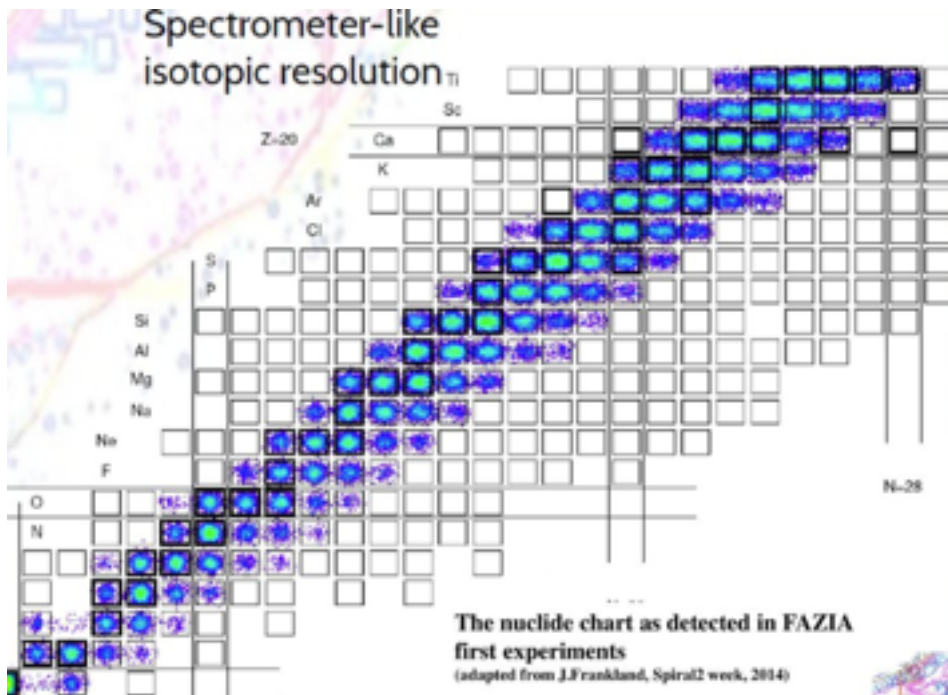 Spectrometer-like
isotopic resolution
Ti
Sc
Z=20
Ca
K
Ar
Cl
S
P
Si
Al
Mg
Na
Ne
F
O
N
N=28
The nuclide chart as detected in FAZIA
first experiments
(adapted from J.Frankland, Spiral2 week, 2014)